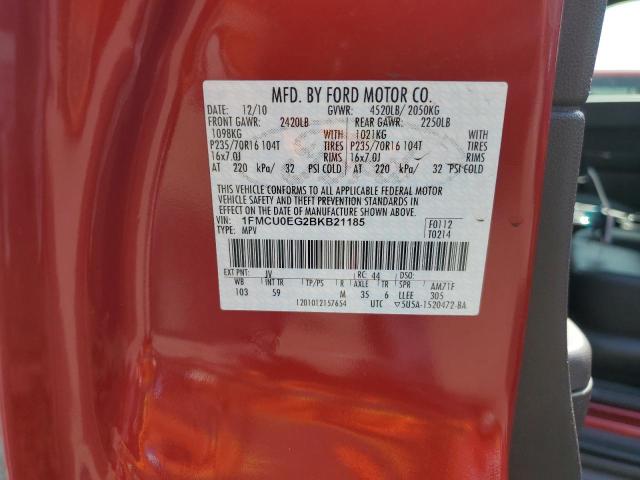 MFD. BY FORD MOTOR CO.
DATE: 12/10 GVWR: 4520LB/ 2050KG
FRONT GAWR: 2420LB REAR GAWR: 2250LB
1098KG WITH 1021KG WITH
P235/70R16 104T TIRES P235/70R16 104T TIRES
16x7.0J RIMS 16x7.0J RIMS
AT 220 kPa/ 32 PSI COLD AT 220 kPa/ 32 PSI COLD
THIS VEHICLE CONFORMS TO ALL APPLICABLE FEDERAL MOTOR
VEHICLE SAFETY AND THEFT PREVENTION STANDARDS IN EFFECT
ON THE DATE OF MANUFACTURE SHOWN ABOVE.
VIN: 1FMCU0EG2BKB21185 F0112
TYPE: MPV T0214
EXT PNT: JV RC: 44 DSO:
WB INT TR TP/PS R AXLE TR SPR AM71F
103 59 M 35 6 LLEE 305
1201012157654 UTC ▽5U5A-1520472-BA